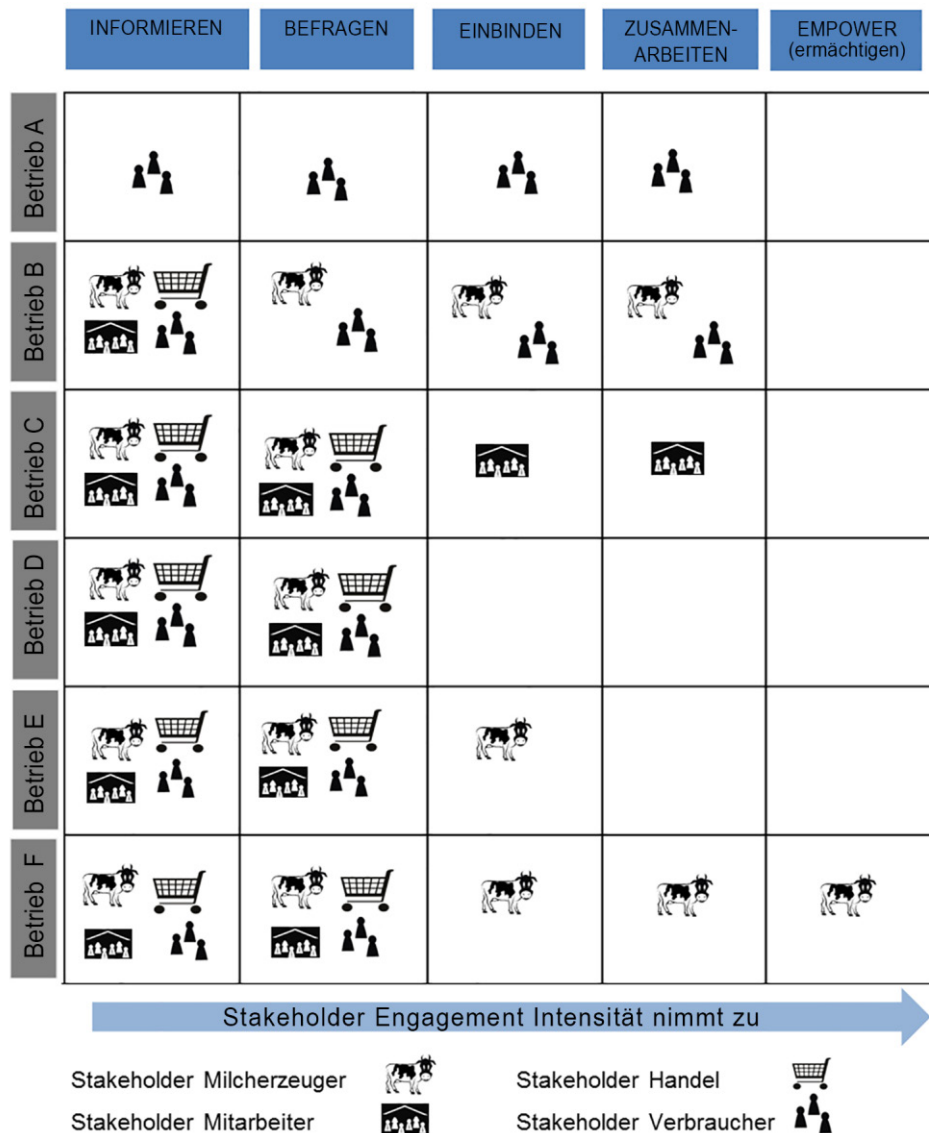 INFORMIEREN
BEFRAGEN
EINBINDEN
ZUSAMMEN-
ARBEITEN
EMPOWER
(ermächtigen)
Betrieb A
Betrieb B
Betrieb C
Betrieb D
Betrieb E
Betrieb F
Stakeholder Engagement Intensität nimmt zu
Stakeholder Milcherzeuger
Stakeholder Handel
Stakeholder Mitarbeiter
Stakeholder Verbraucher